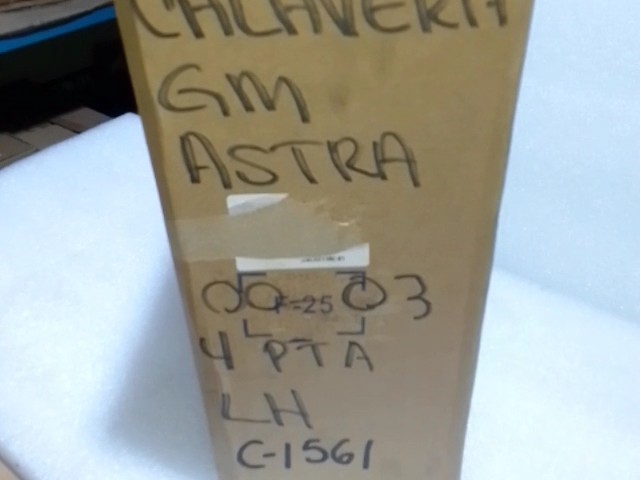 CALAVERA
GM
ASTRA
00 F-25 03
4 PTA
LH
C-1561